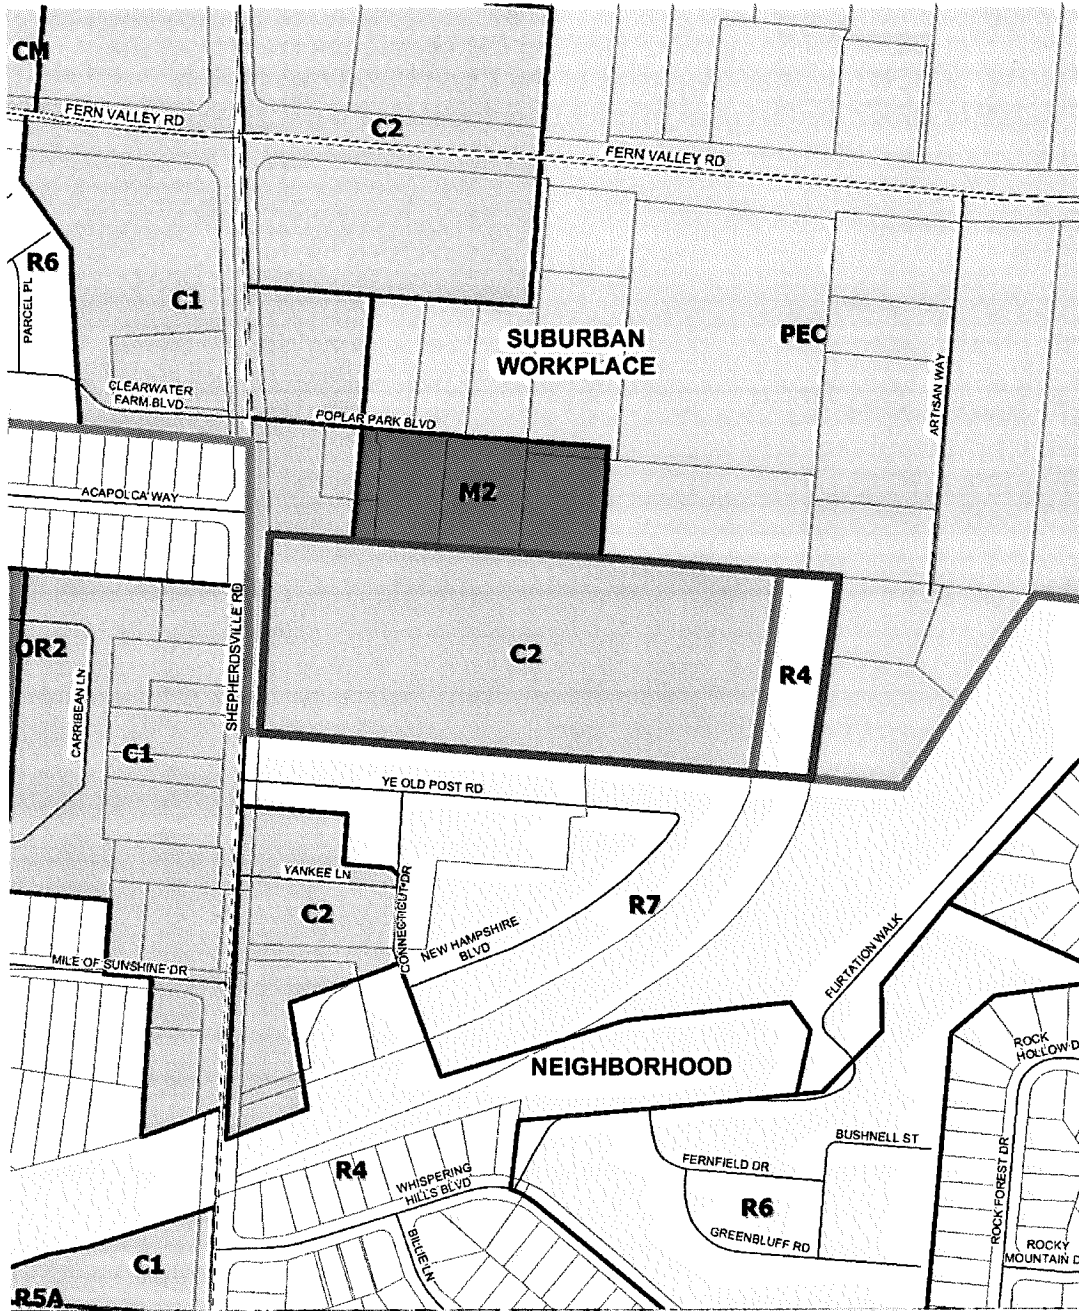 CM
FERN VALLEY RD
C2
FERN VALLEY RD
R6
PARCEL PL
C1
SUBURBAN
WORKPLACE
PEC
ARTISAN WAY
CLEARWATER
FARM BLVD
POPLAR PARK BLVD
M2
ACAPOLCA WAY
SHEPHERDSVILLE RD
OR2
CARRIBEAN LN
C2
R4
C1
YE OLD POST RD
YANKEE LN
C2
CONNECTICUT DR
NEW HAMPSHIRE
BLVD
R7
FLIRTATION WALK
MILE OF SUNSHINE DR
NEIGHBORHOOD
ROCK
HOLLOW D
BUSHNELL ST
R4
WHISPERING
HILLS BLVD
FERNFIELD DR
R6
GREENBLUFF RD
ROCK FOREST DR
BILLIE LN
ROCKY
MOUNTAIN D
C1
R5A